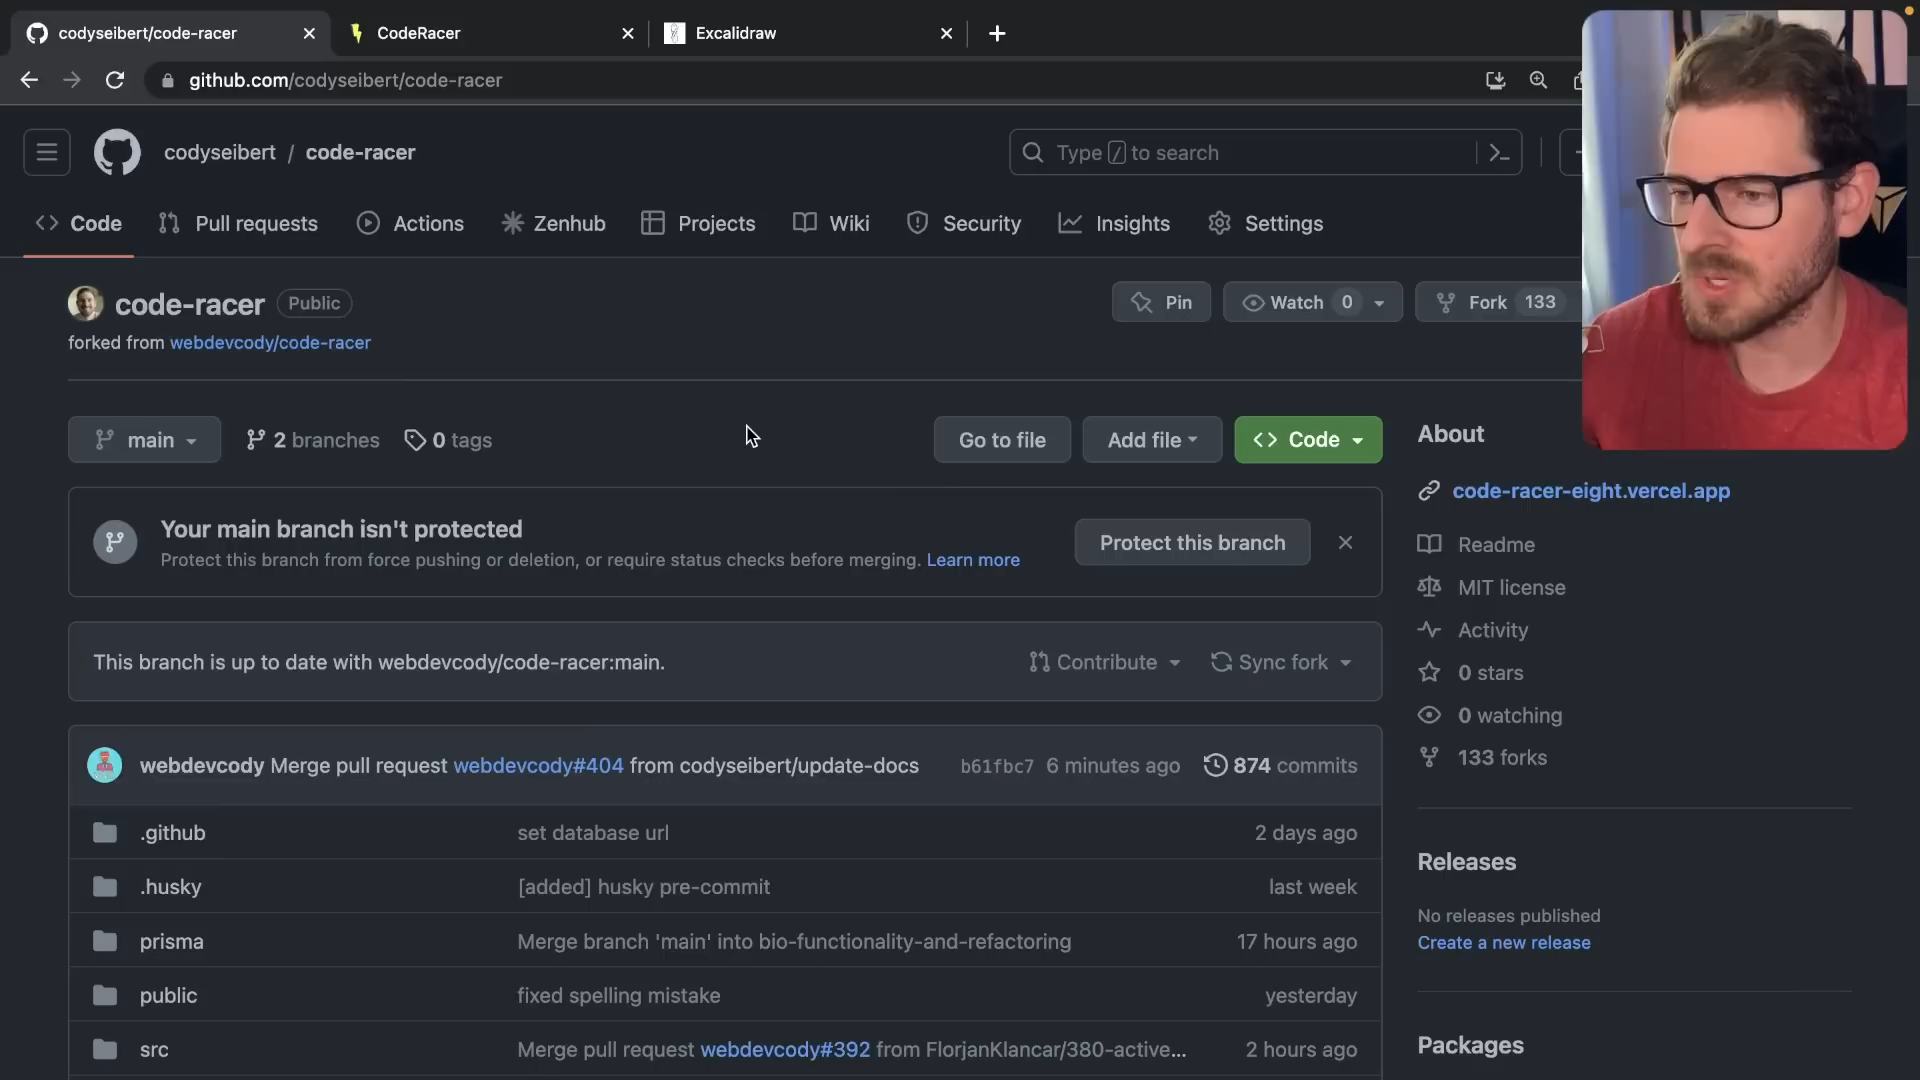 codyseibert/code-racer
CodeRacer
Excalidraw
github.com/codyseibert/code-racer
codyseibert / code-racer
Type / to search
Code
Pull requests
Actions
Zenhub
Projects
Wiki
Security
Insights
Settings
code-racer
Public
Pin
Watch 0
Fork 133
forked from webdevcody/code-racer
main
2 branches
0 tags
Go to file
Add file
Code
About
code-racer-eight.vercel.app
Your main branch isn't protected
Protect this branch from force pushing or deletion, or require status checks before merging. Learn more
Protect this branch
Readme
MIT license
Activity
0 stars
0 watching
133 forks
This branch is up to date with webdevcody/code-racer:main.
Contribute
Sync fork
webdevcody Merge pull request webdevcody#404 from codyseibert/update-docs
b61fbc7 6 minutes ago
874 commits
.github
set database url
2 days ago
.husky
[added] husky pre-commit
last week
prisma
Merge branch 'main' into bio-functionality-and-refactoring
17 hours ago
public
fixed spelling mistake
yesterday
src
Merge pull request webdevcody#392 from FlorjanKlancar/380-active...
2 hours ago
Releases
No releases published
Create a new release
Packages